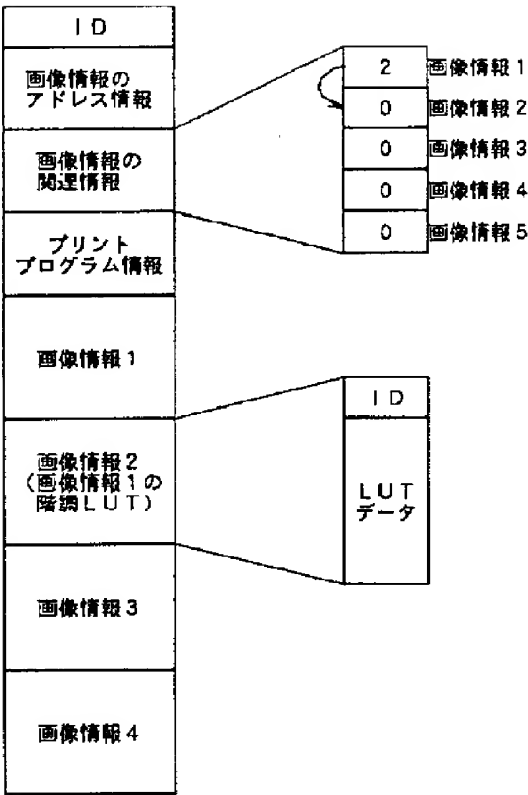 ID
画像情報の
アドレス情報
画像情報の
関連情報
プリント
プログラム情報
画像情報1
画像情報2
(画像情報1の
階調LUT)
画像情報3
画像情報4
2 画像情報1
0 画像情報2
0 画像情報3
0 画像情報4
0 画像情報5
ID
LUT
データ